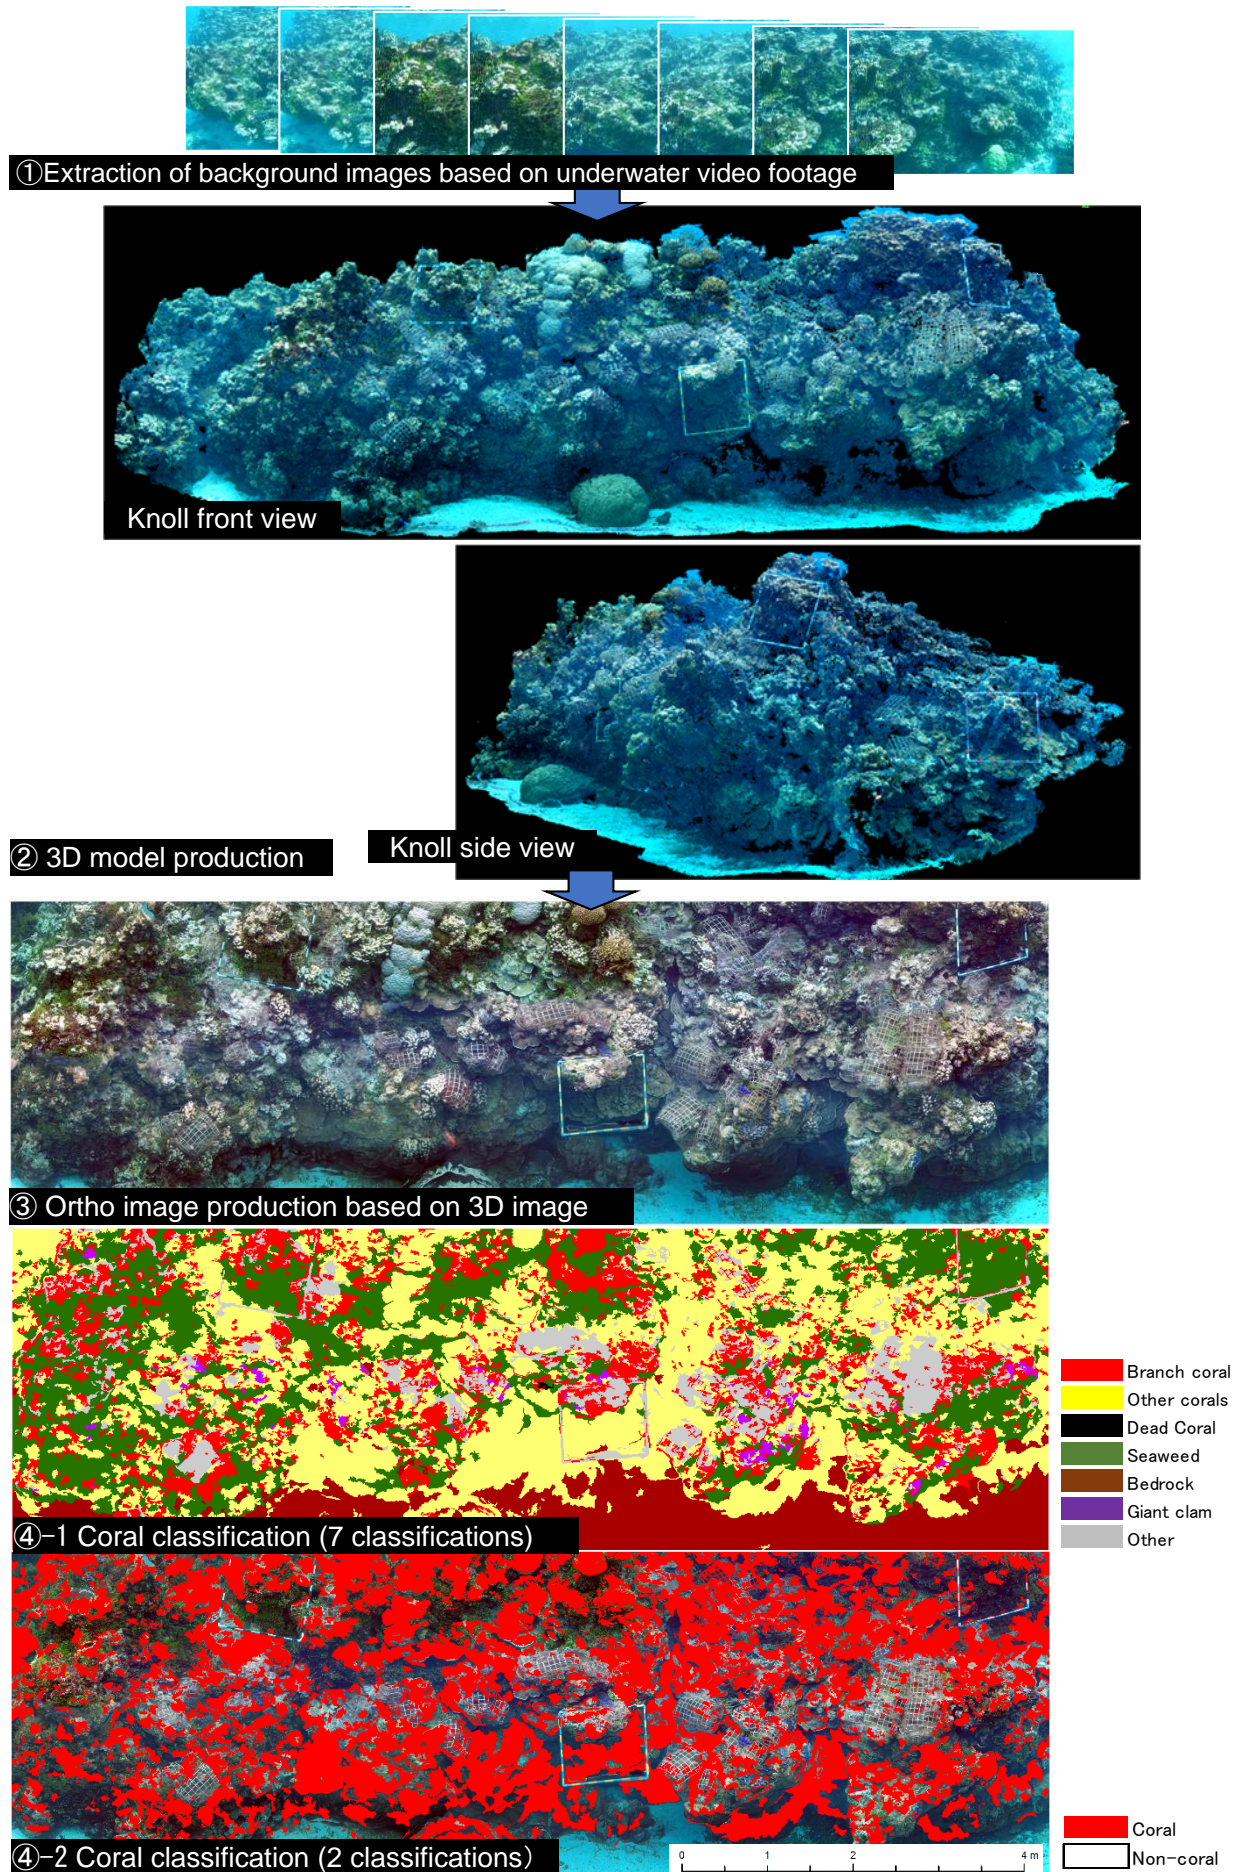 ①Extraction of background images based on underwater video footage
Knoll front view
② 3D model production
Knoll side view
③ Ortho image production based on 3D image
Branch coral
Other corals
Dead Coral
Seaweed
Bedrock
Giant clam
Other
④-1 Coral classification (7 classifications)
Coral
Non-coral
④-2 Coral classification (2 classifications)
0 1 2 4 m